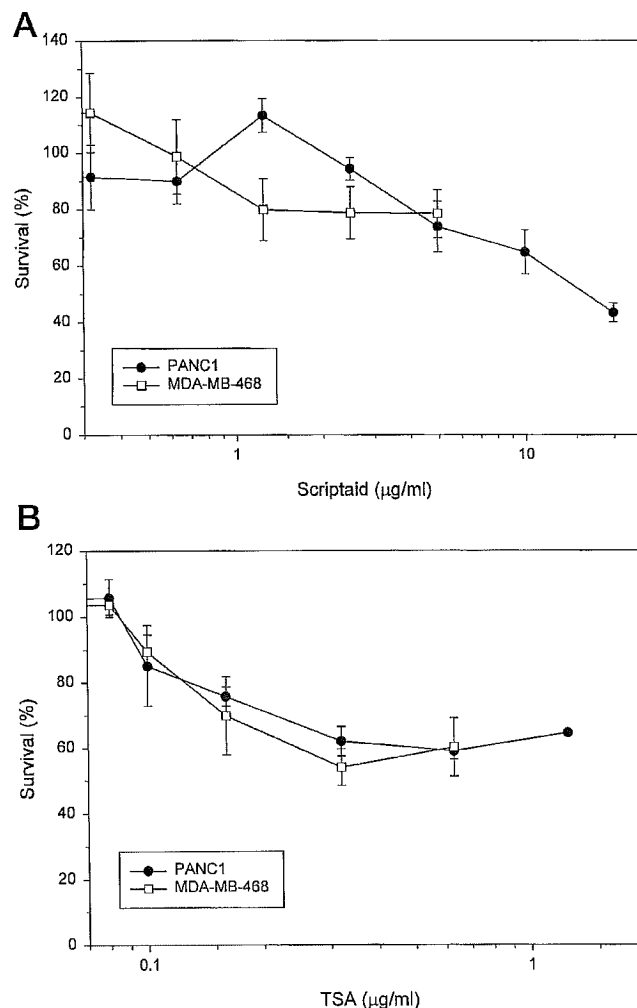 A
140
120
100
80
60
40
20
0
Survival (%)
PANC1
MDA-MB-468
1
10
Scriptaid (μg/ml)
B
120
100
80
60
40
20
0
Survival (%)
PANC1
MDA-MB-468
0.1
1
TSA (μg/ml)